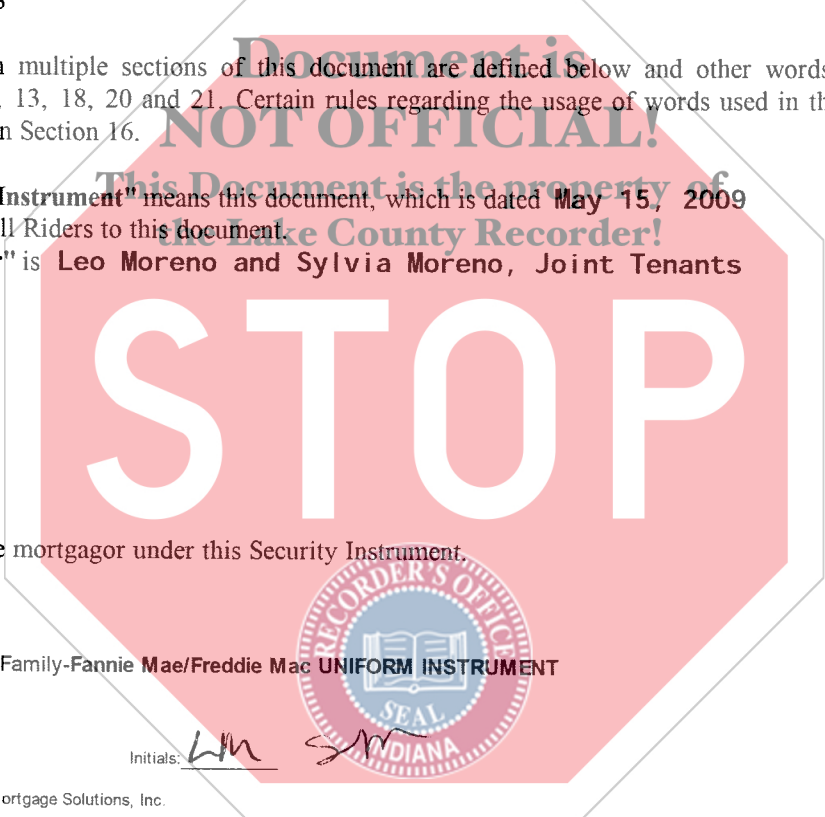 multiple sections of this document are defined below and other words
13, 18, 20 and 21. Certain rules regarding the usage of words used in
n Section 16.
Document is
NOT OFFICIAL!
This Document is the property of
the Lake County Recorder!
Instrument" means this document, which is dated May 15, 2009
ll Riders to this document.
" is Leo Moreno and Sylvia Moreno, Joint Tenants
STOP
e mortgagor under this Security Instrument.
RECORDER'S OFFICE
SEAL
INDIANA
Family-Fannie Mae/Freddie Mac UNIFORM INSTRUMENT
Initials: LM SM
ortgage Solutions, Inc.